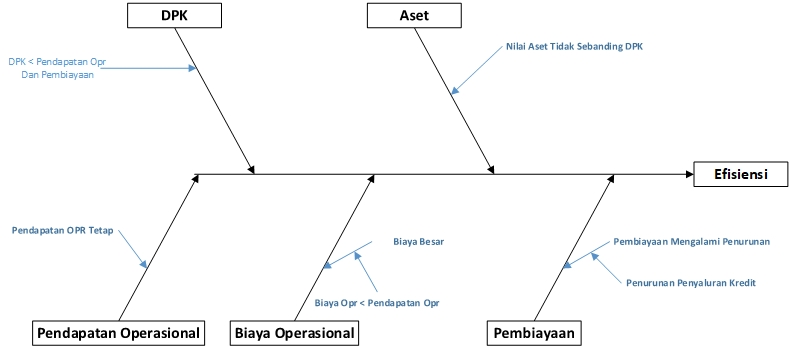 DPK
Aset
DPK < Pendapatan Opr
Dan Pembiayaan
Nilai Aset Tidak Sebanding DPK
Efisiensi
Pendapatan OPR Tetap
Biaya Besar
Biaya Opr < Pendapatan Opr
Pembiayaan Mengalami Penurunan
Penurunan Penyaluran Kredit
Pendapatan Operasional
Biaya Operasional
Pembiayaan